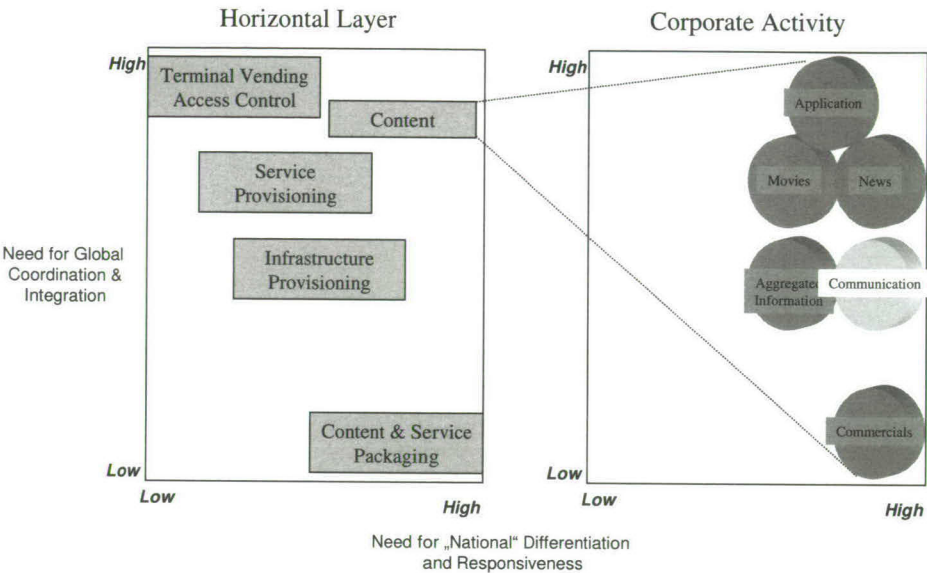 Horizontal Layer
Corporate Activity
High
Terminal Vending
Access Control
Content
Service
Provisioning
Infrastructure
Provisioning
Content & Service
Packaging
Need for Global
Coordination &
Integration
Low
Low
High
High
Application
Movies
News
Aggregated
Information
Communication
Commercials
Low
Low
High
Need for „National“ Differentiation
and Responsiveness